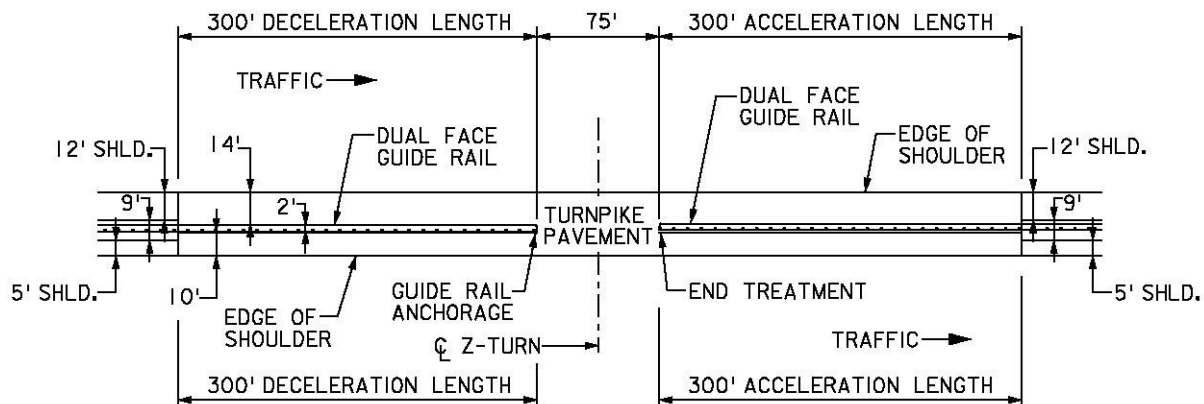 300' DECELERATION LENGTH
75'
300' ACCELERATION LENGTH
TRAFFIC
DUAL FACE
GUIDE RAIL
DUAL FACE
GUIDE RAIL
EDGE OF
SHOULDER
12' SHLD.
14'
12' SHLD.
9'
2'
TURNPIKE
PAVEMENT
9'
5' SHLD.
10'
GUIDE RAIL
ANCHORAGE
END TREATMENT
5' SHLD.
EDGE OF
SHOULDER
℄ Z-TURN
TRAFFIC
300' DECELERATION LENGTH
300' ACCELERATION LENGTH